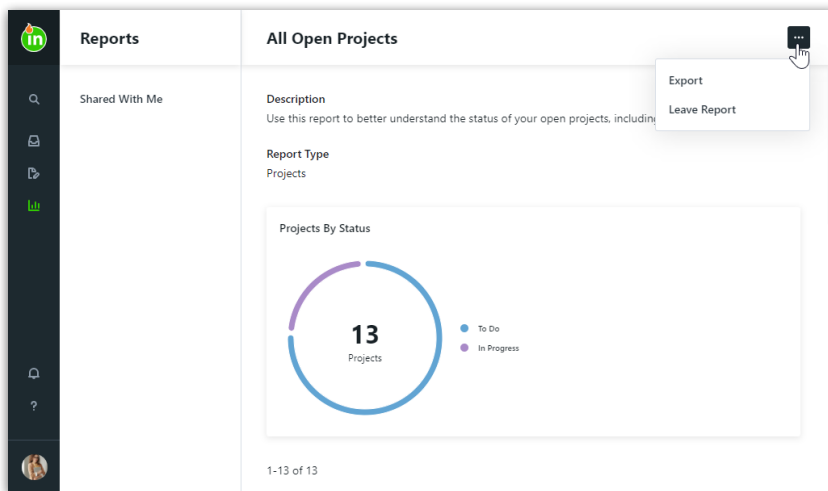 in
Reports
All Open Projects
Export
Leave Report
Shared With Me
Description
Use this report to better understand the status of your open projects, including
Report Type
Projects
Projects By Status
13
Projects
To Do
In Progress
?
1-13 of 13